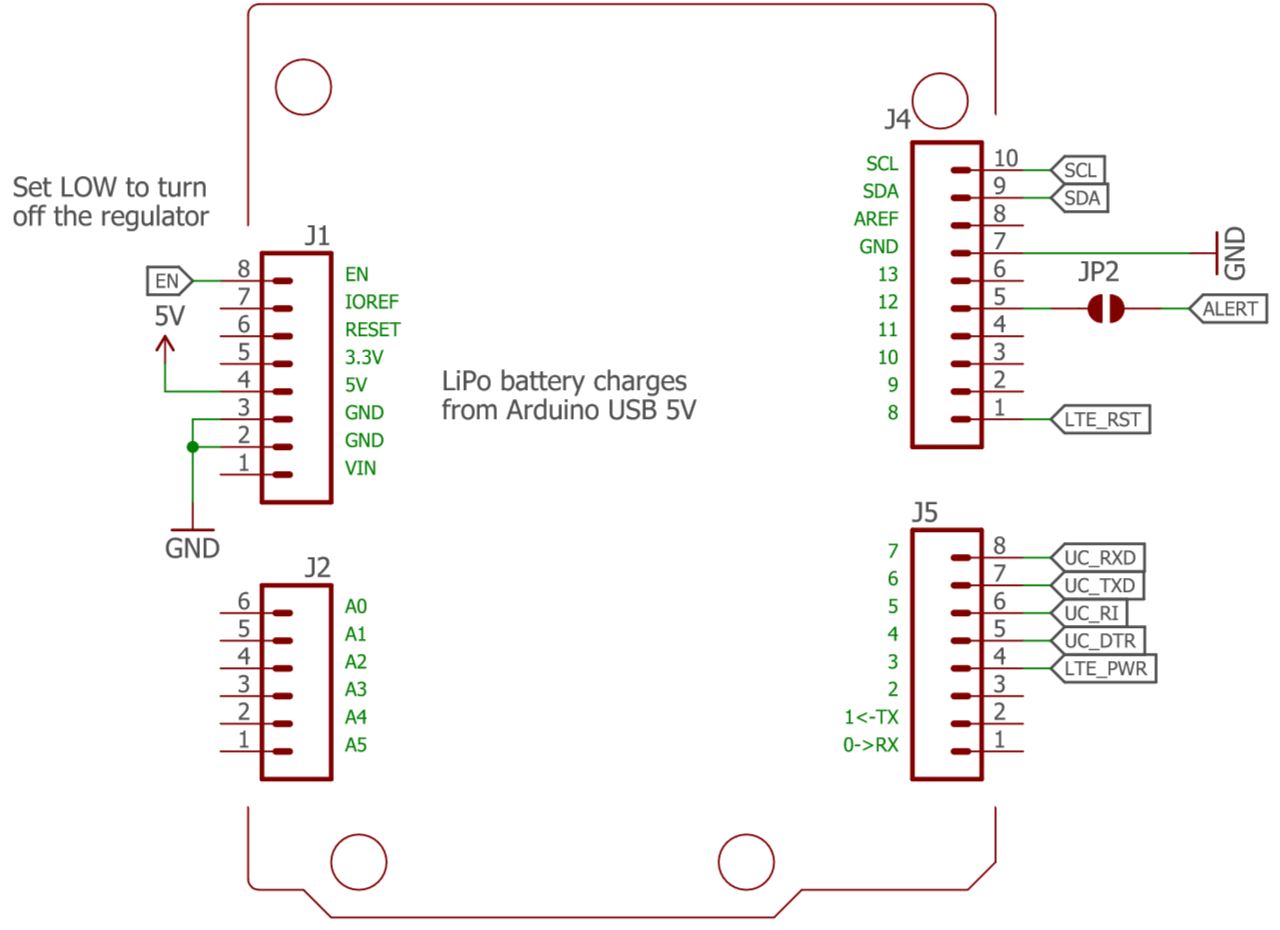 Set LOW to turn
off the regulator
J1
EN
8
EN
7
IOREF
5V
6
RESET
5
3.3V
4
5V
3
GND
2
GND
1
VIN
GND
LiPo battery charges
from Arduino USB 5V
J2
6
A0
5
A1
4
A2
3
A3
2
A4
1
A5
J4
SCL
10
SCL
SDA
9
SDA
AREF
8
GND
7
GND
13
6
JP2
12
5
ALERT
11
4
10
3
9
2
8
1
LTE_RST
J5
7
8
UC_RXD
6
7
UC_TXD
5
6
UC_RI
4
5
UC_DTR
3
4
LTE_PWR
2
3
1<-TX
2
0->RX
1